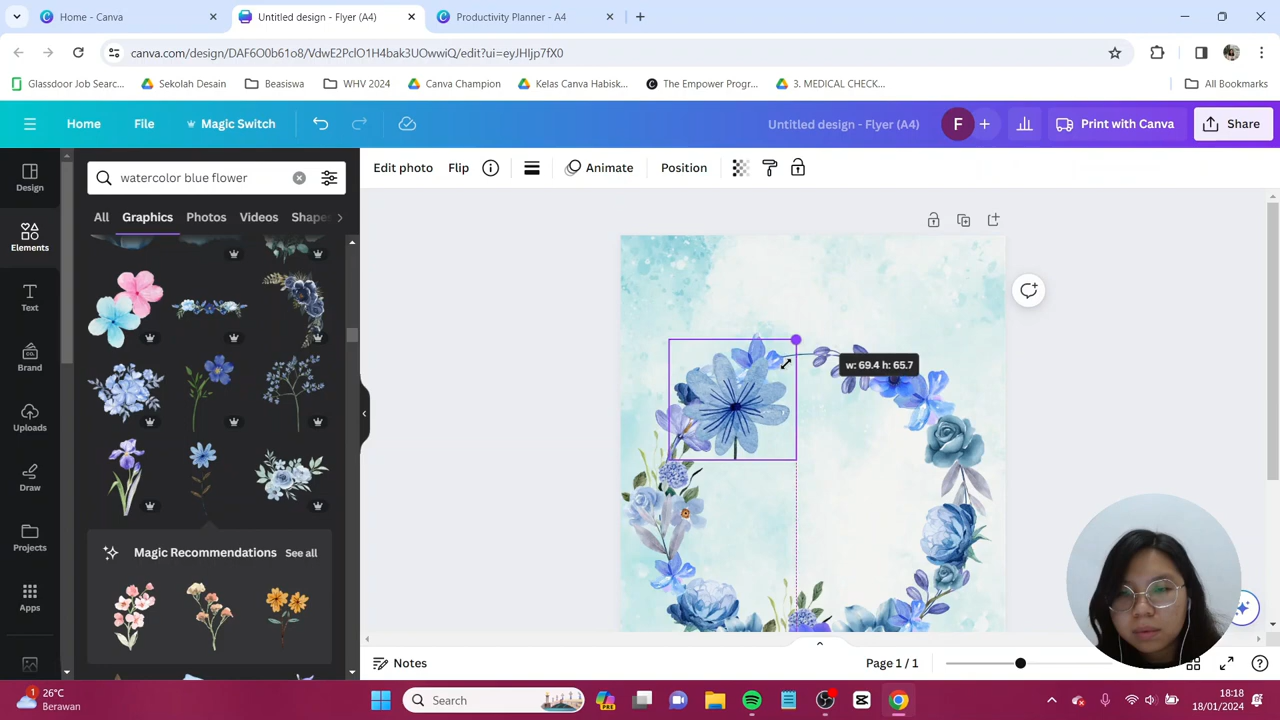 Home - Canva
Untitled design - Flyer (A4)
Productivity Planner - A4
canva.com/design/DAF6O0b61o8/VdwE2PclO1H4bak3UOwwiQ/edit?ui=eyJHIjp7fX0
Glassdoor Job Searc...
Sekolah Desain
Beasiswa
WHV 2024
Canva Champion
Kelas Canva Habisk...
The Empower Progr...
3. MEDICAL CHECK...
All Bookmarks
Home
File
Magic Switch
Untitled design - Flyer (A4)
F
Print with Canva
Share
Design
Elements
Text
Brand
Uploads
Draw
Projects
Apps
watercolor blue flower
All
Graphics
Photos
Videos
Shape
Magic Recommendations
See all
Edit photo
Flip
Animate
Position
w: 69.4 h: 65.7
Notes
Page 1 / 1
1
26°C
Berawan
Search
PRE
18:18
18/01/2024